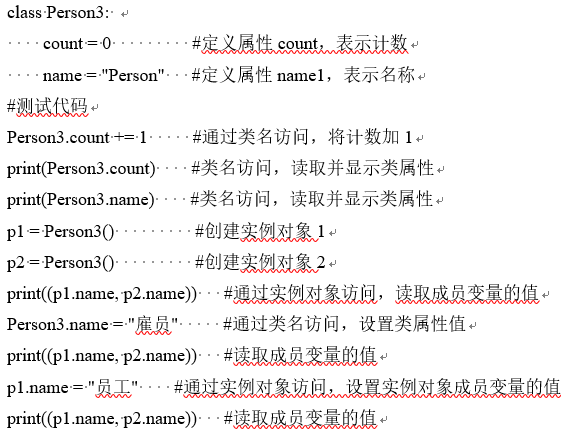 class Person3:
    count = 0         #定义属性 count，表示计数
    name = "Person"   #定义属性 name1，表示名称
#测试代码
Person3.count += 1     #通过类名访问，将计数加 1
print(Person3.count)    #类名访问，读取并显示类属性
print(Person3.name)    #类名访问，读取并显示类属性
p1 = Person3()         #创建实例对象 1
p2 = Person3()         #创建实例对象 2
print((p1.name, p2.name))   #通过实例对象访问，读取成员变量的值
Person3.name = "雇员"     #通过类名访问，设置类属性值
print((p1.name, p2.name))   #读取成员变量的值
p1.name = "员工"    #通过实例对象访问，设置实例对象成员变量的值
print((p1.name, p2.name))   #读取成员变量的值